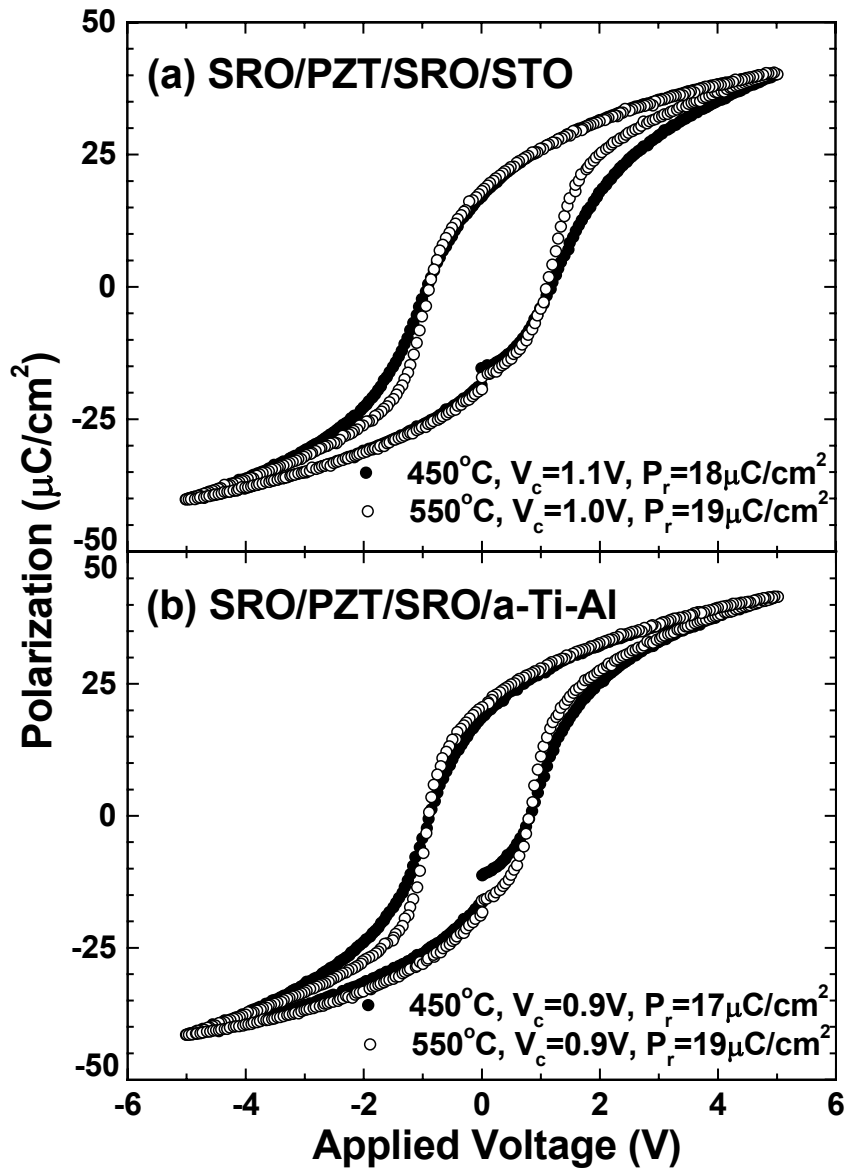 50
(a) SRO/PZT/SRO/STO
25
0
-25
450°C, V_c=1.1V, P_r=18μC/cm²
550°C, V_c=1.0V, P_r=19μC/cm²
-50
Polarization (μC/cm²)
50
(b) SRO/PZT/SRO/a-Ti-Al
25
0
-25
450°C, V_c=0.9V, P_r=17μC/cm²
550°C, V_c=0.9V, P_r=19μC/cm²
-50
-6 -4 -2 0 2 4 6
Applied Voltage (V)